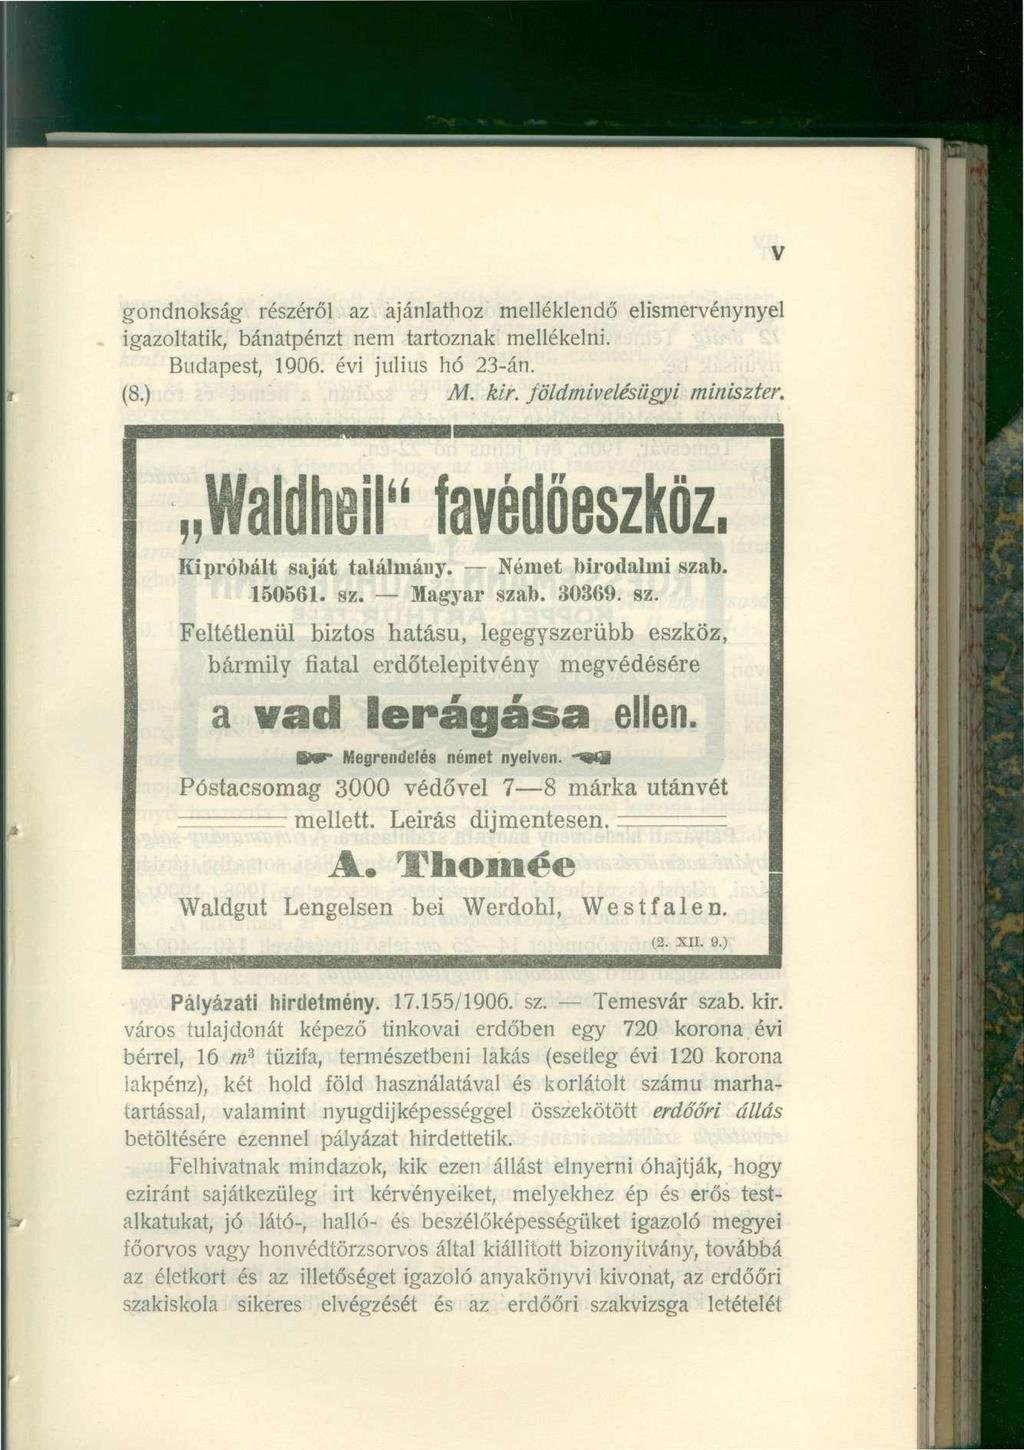 V
gondnokság részéről az ajánlathoz melléklendő elismervénynyel
igazoltatik, bánatpénzt nem tartoznak mellékelni.
Budapest, 1906. évi julius hó 23-án.
(8.) M. kir. földmivelésügyi miniszter.
„Waldheil“ favédőeszköz.
Kipróbált saját találmány. — Német birodalmi szab.
150561. sz. — Magyar szab. 30369. sz.
Feltétlenül biztos hatásu, legegyszerübb eszköz,
bármily fiatal erdőtelepitvény megvédésére
a vad lerágása ellen.
Megrendelés német nyelven.
Póstacsomag 3000 védővel 7—8 márka utánvét
mellett. Leirás dijmentesen.
A. Thomée
Waldgut Lengelsen bei Werdohl, Westfalen.
(2. XII. 9.)
Pályázati hirdetmény. 17.155/1906. sz. — Temesvár szab. kir.
város tulajdonát képező tinkovai erdőben egy 720 korona évi
bérrel, 16 m³ tüzifa, természetbeni lakás (esetleg évi 120 korona
lakpénz), két hold föld használatával és korlátolt számu marha-
tartással, valamint nyugdijképességgel összekötött erdőőri állás
betöltésére ezennel pályázat hirdettetik.
Felhivatnak mindazok, kik ezen állást elnyerni óhajtják, hogy
eziránt sajátkezüleg irt kérvényeiket, melyekhez ép és erős test-
alkatukat, jó látó-, halló- és beszélőképességüket igazoló megyei
főorvos vagy honvédtörzsorvos által kiállitott bizonyitvány, továbbá
az életkort és az illetőséget igazoló anyakönyvi kivonat, az erdőőri
szakiskola sikeres elvégzését és az erdőőri szakvizsga letételét